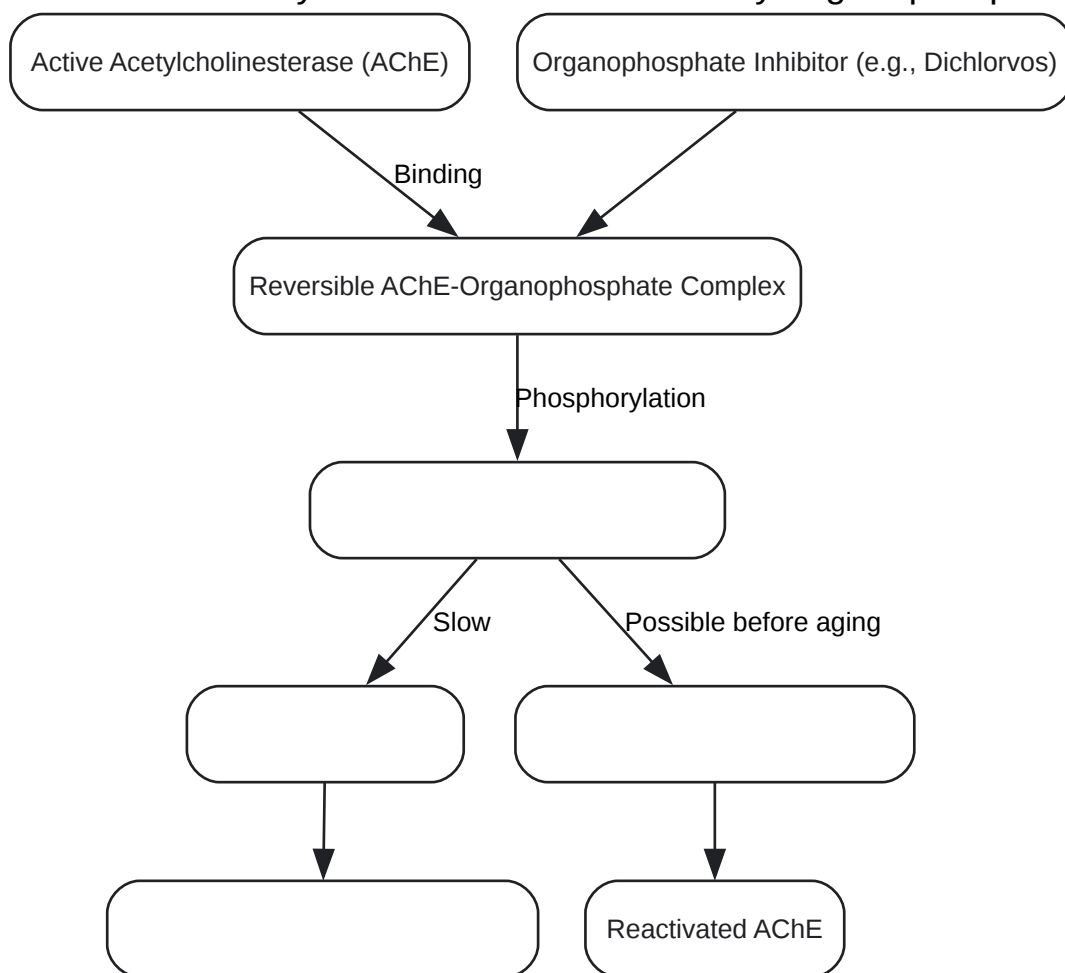 Active Acetylcholinesterase (AChE)
Organophosphate Inhibitor (e.g., Dichlorvos)
Binding
Reversible AChE-Organophosphate Complex
Phosphorylation
Slow
Possible before aging
Reactivated AChE